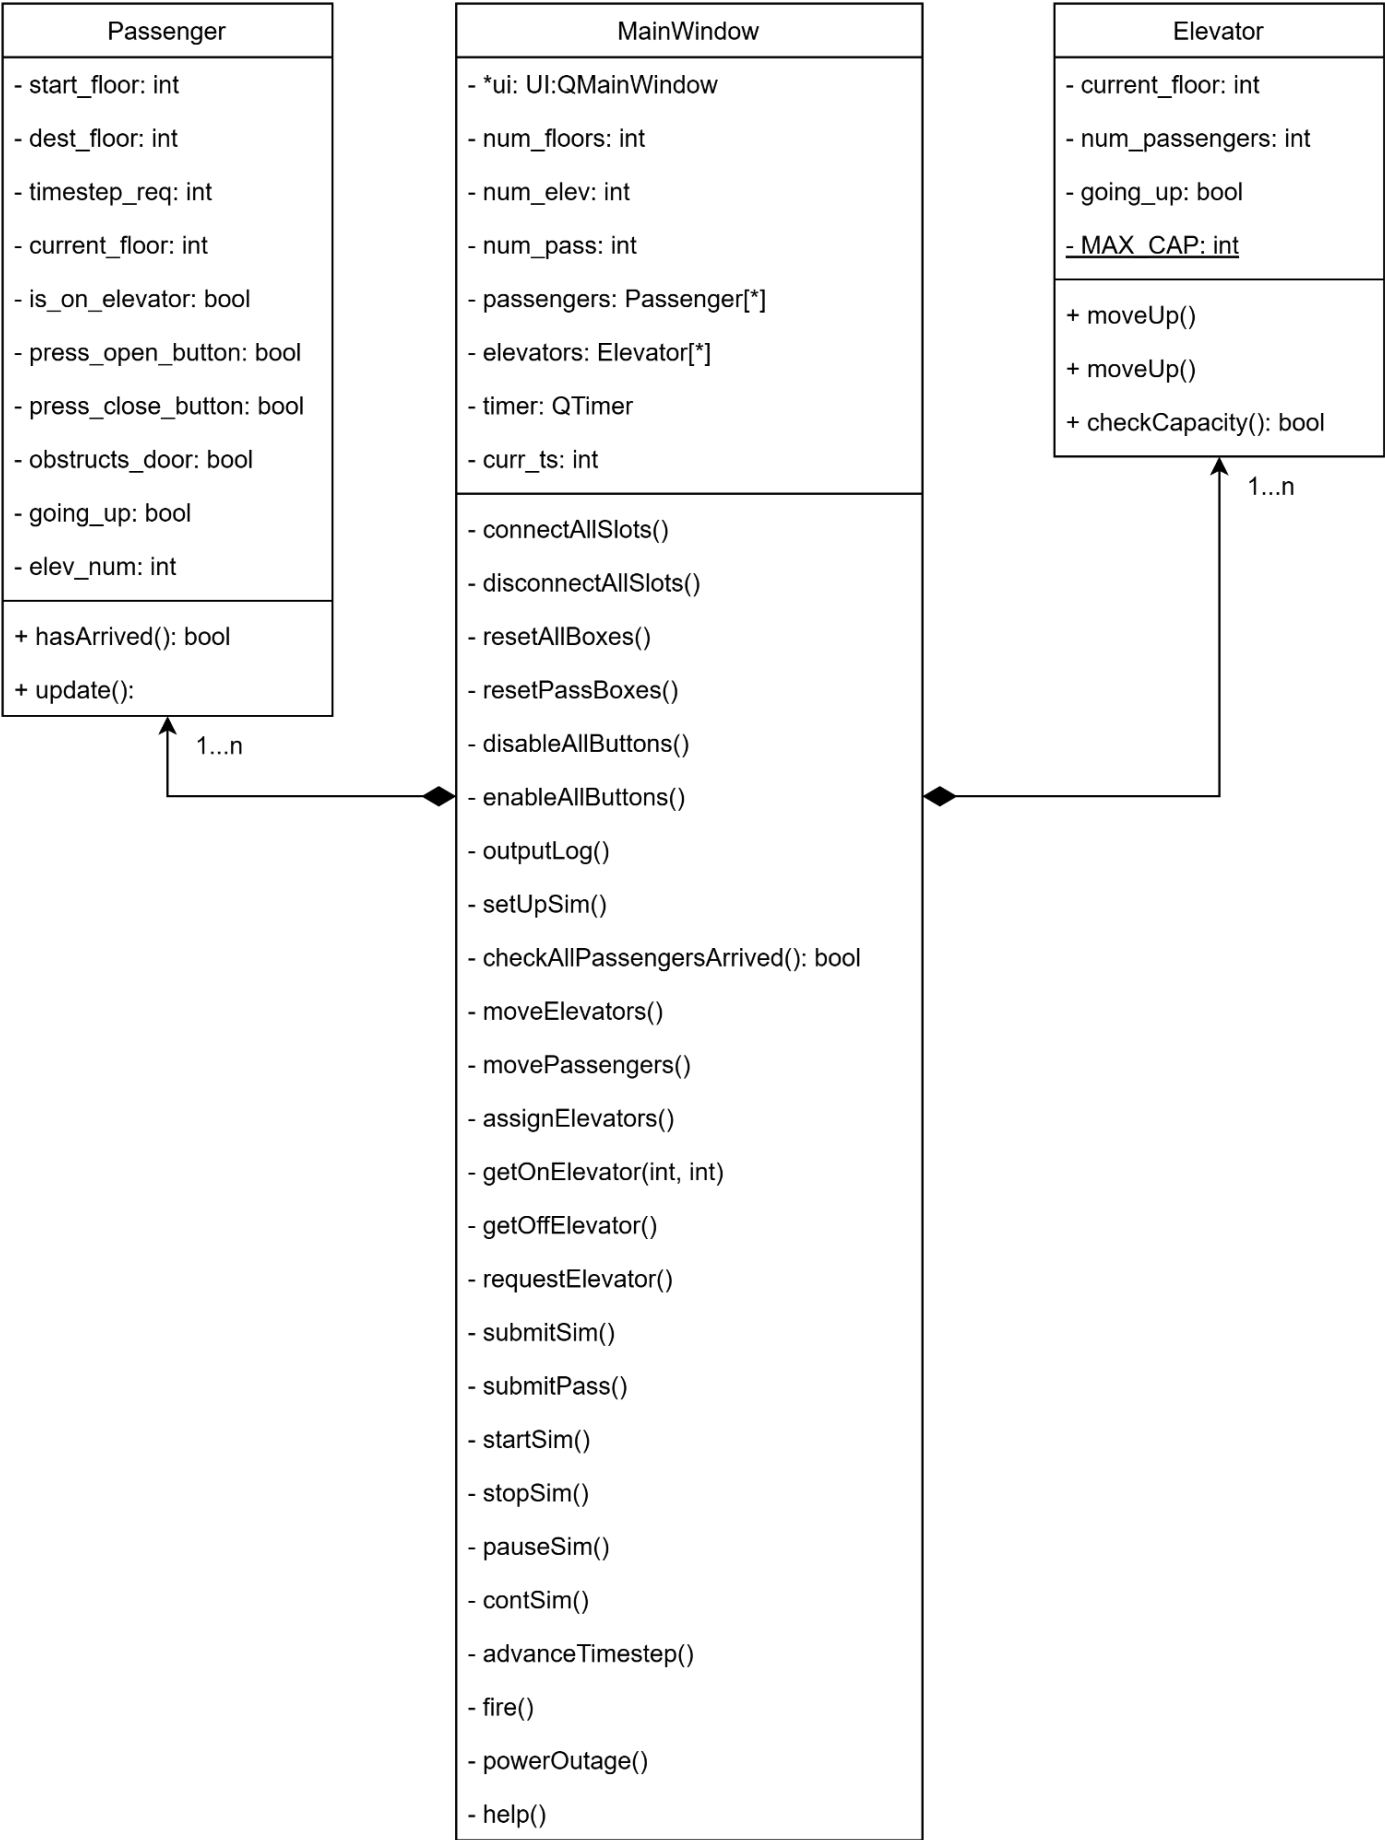 Passenger
- start_floor: int
- dest_floor: int
- timestep_req: int
- current_floor: int
- is_on_elevator: bool
- press_open_button: bool
- press_close_button: bool
- obstructs_door: bool
- going_up: bool
- elev_num: int
+ hasArrived(): bool
+ update():
1...n
MainWindow
- *ui: UI:QMainWindow
- num_floors: int
- num_elev: int
- num_pass: int
- passengers: Passenger[*]
- elevators: Elevator[*]
- timer: QTimer
- curr_ts: int
- connectAllSlots()
- disconnectAllSlots()
- resetAllBoxes()
- resetPassBoxes()
- disableAllButtons()
- enableAllButtons()
- outputLog()
- setUpSim()
- checkAllPassengersArrived(): bool
- moveElevators()
- movePassengers()
- assignElevators()
- getOnElevator(int, int)
- getOffElevator()
- requestElevator()
- submitSim()
- submitPass()
- startSim()
- stopSim()
- pauseSim()
- contSim()
- advanceTimestep()
- fire()
- powerOutage()
- help()
Elevator
- current_floor: int
- num_passengers: int
- going_up: bool
- MAX_CAP: int
+ moveUp()
+ moveUp()
+ checkCapacity(): bool
1...n